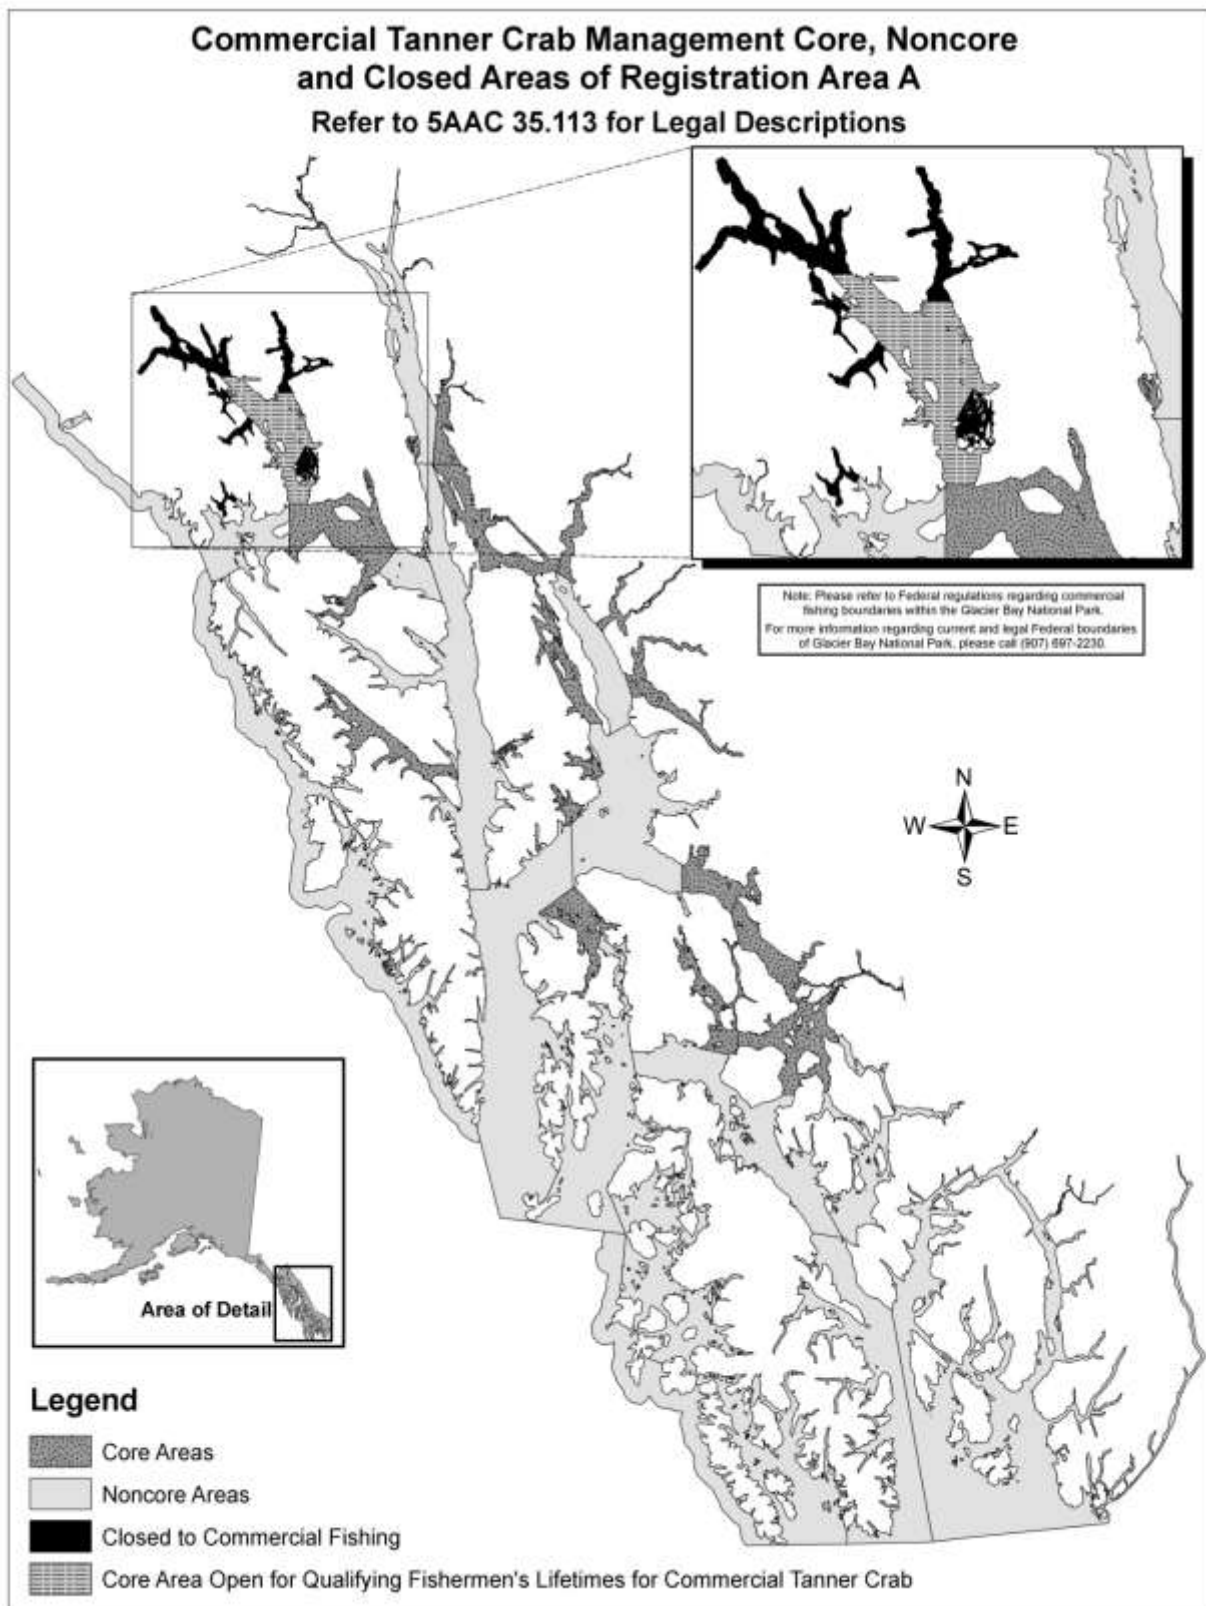 Commercial Tanner Crab Management Core, Noncore
and Closed Areas of Registration Area A
Refer to 5AAC 35.113 for Legal Descriptions
Note: Please refer to Federal regulations regarding commercial
fishing boundaries within the Glacier Bay National Park.
For more information regarding current and legal Federal boundaries
of Glacier Bay National Park, please call (907) 697-2230.
N
W
E
S
Area of Detail
Legend
Core Areas
Noncore Areas
Closed to Commercial Fishing
Core Area Open for Qualifying Fishermen's Lifetimes for Commercial Tanner Crab